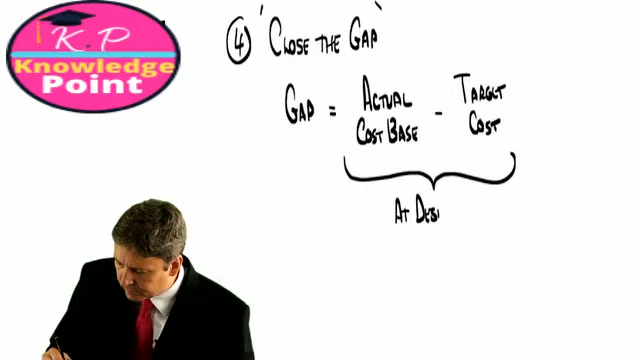 K.P
Knowledge
Point
4 'CLOSE THE GAP'
GAP = ACTUAL COST BASE - TARGET COST
AT DESI